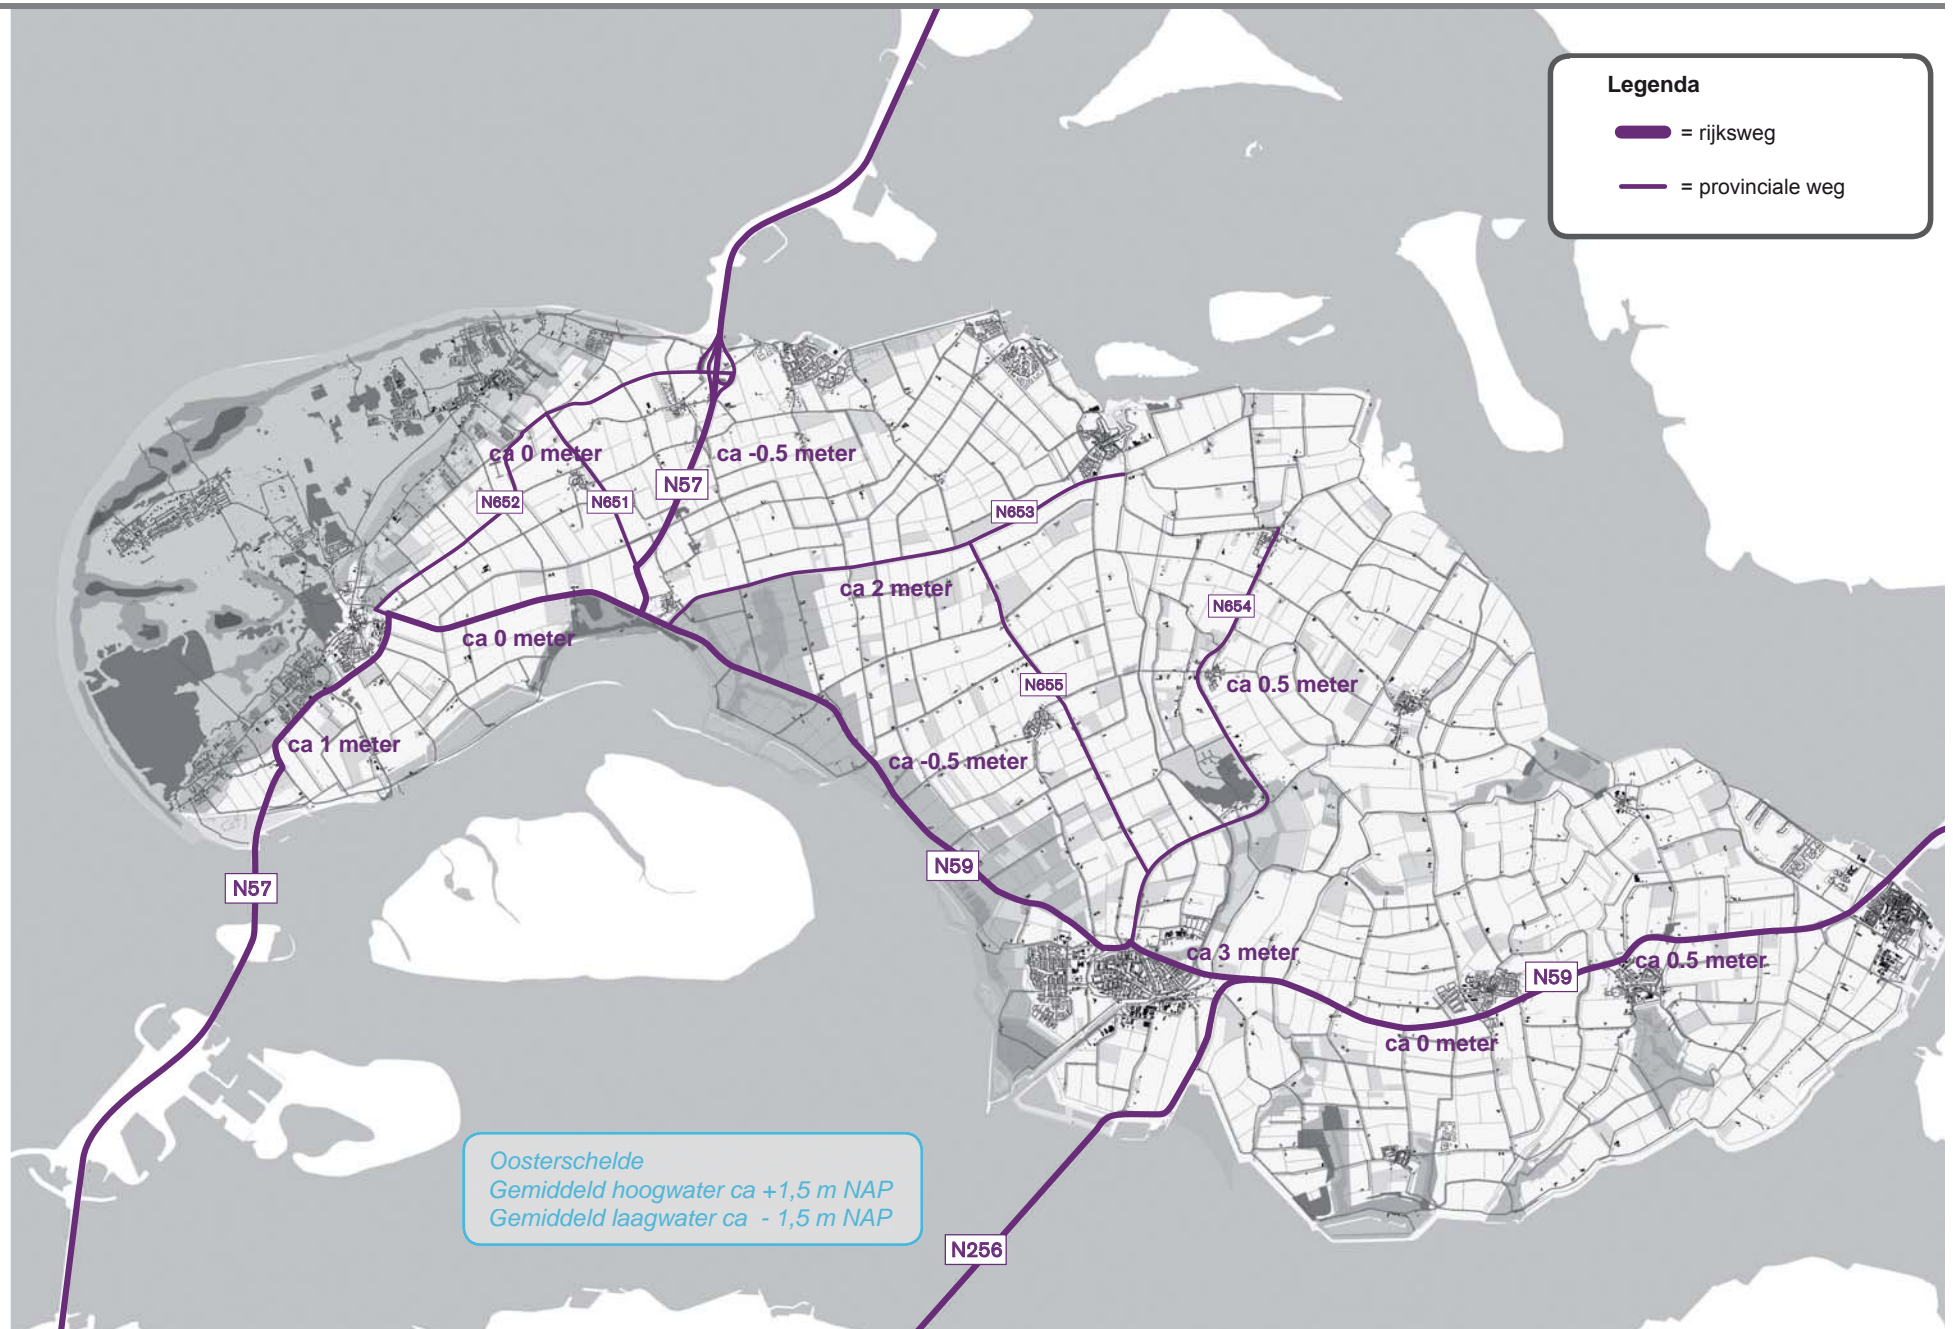 Legenda
= rijksweg
= provinciale weg
ca 0 meter
ca -0.5 meter
N652
N651
N57
N653
ca 2 meter
N654
ca 0 meter
N655
ca 0.5 meter
ca 1 meter
ca -0.5 meter
N59
N57
ca 3 meter
N59
ca 0.5 meter
ca 0 meter
Oosterschelde
Gemiddeld hoogwater ca +1,5 m NAP
Gemiddeld laagwater ca - 1,5 m NAP
N256